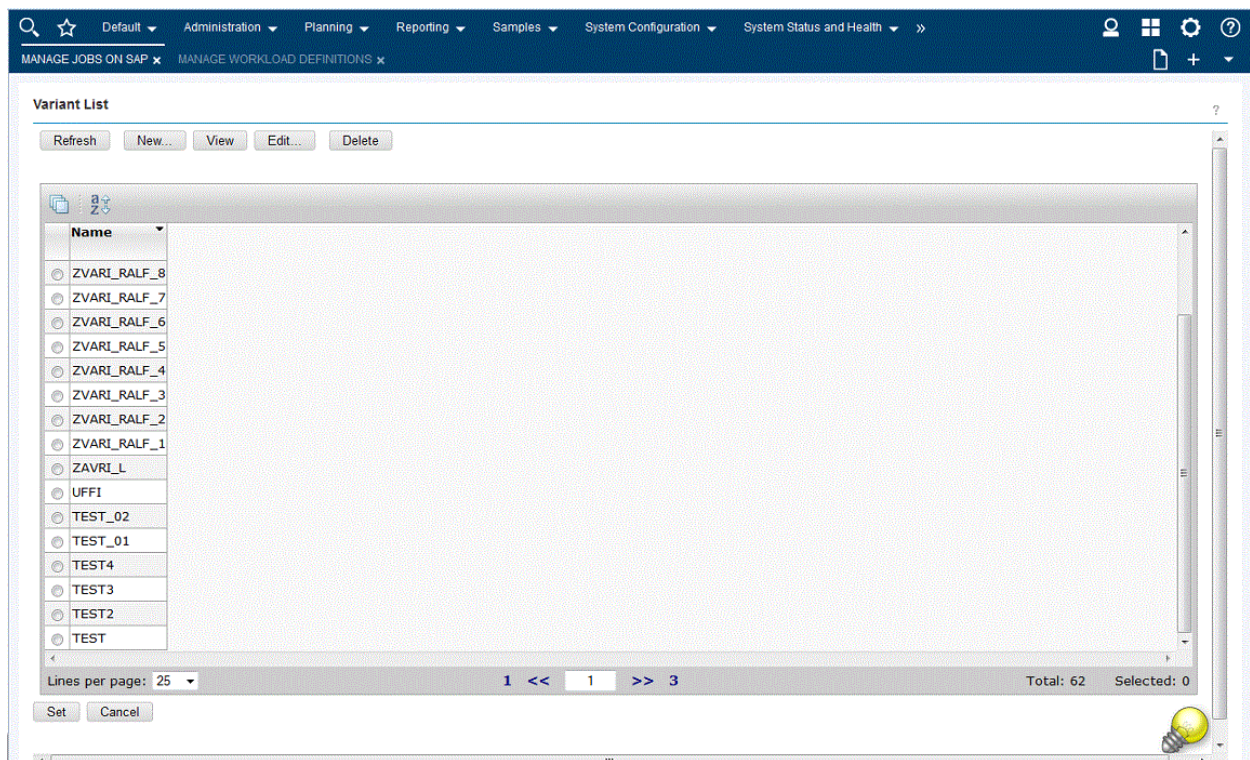 Default Administration Planning Reporting Samples System Configuration System Status and Health »
MANAGE JOBS ON SAP x MANAGE WORKLOAD DEFINITIONS x
Variant List
?
Refresh New... View Edit... Delete
Name
ZVARI_RALF_8
ZVARI_RALF_7
ZVARI_RALF_6
ZVARI_RALF_5
ZVARI_RALF_4
ZVARI_RALF_3
ZVARI_RALF_2
ZVARI_RALF_1
ZAVRI_L
UFFI
TEST_02
TEST_01
TEST4
TEST3
TEST2
TEST
Lines per page: 25 1 << 1 >> 3 Total: 62 Selected: 0
Set Cancel